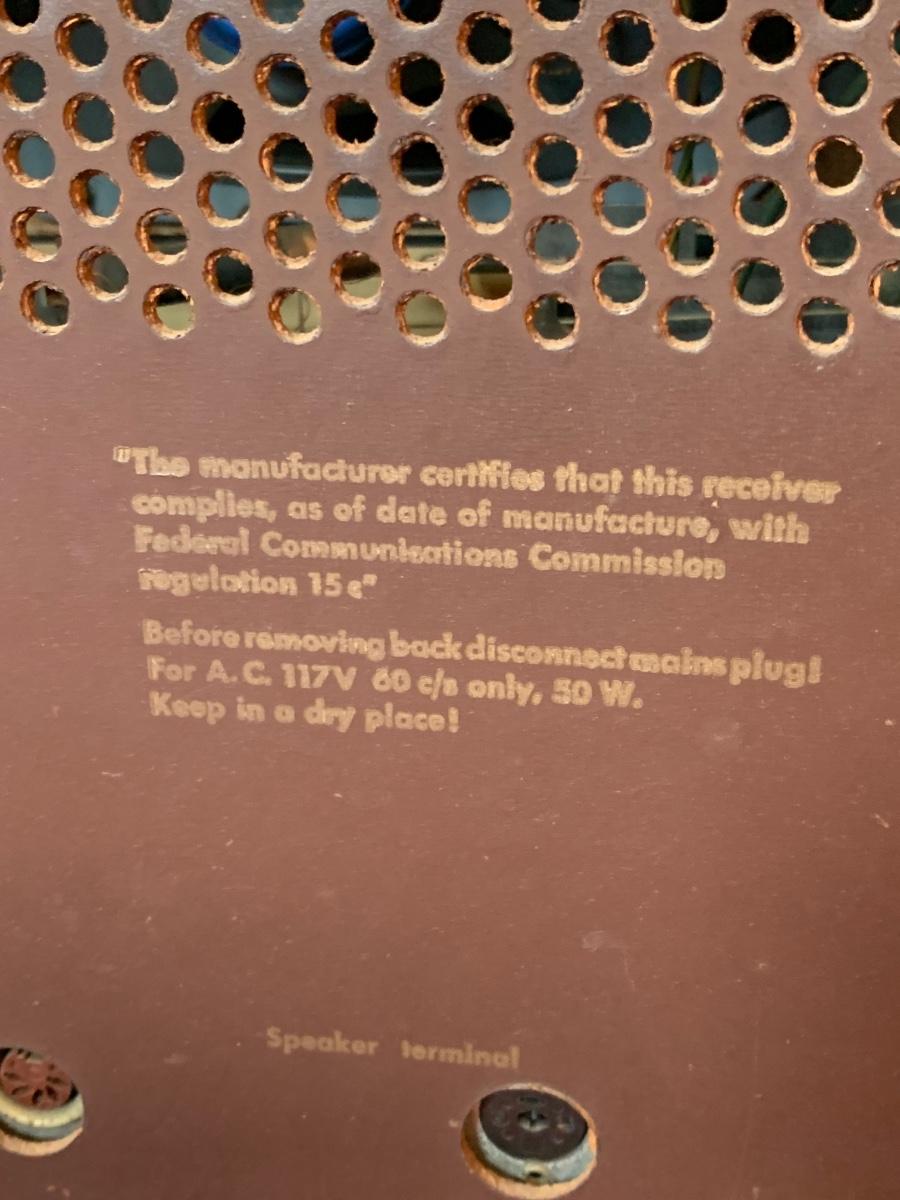 "The manufacturer certifies that this receiver
complies, as of date of manufacture, with
Federal Communications Commission
regulation 15 c"
Before removing back disconnect mains plug!
For A.C. 117V 60 c/s only, 50 W.
Keep in a dry place!
Speaker terminal